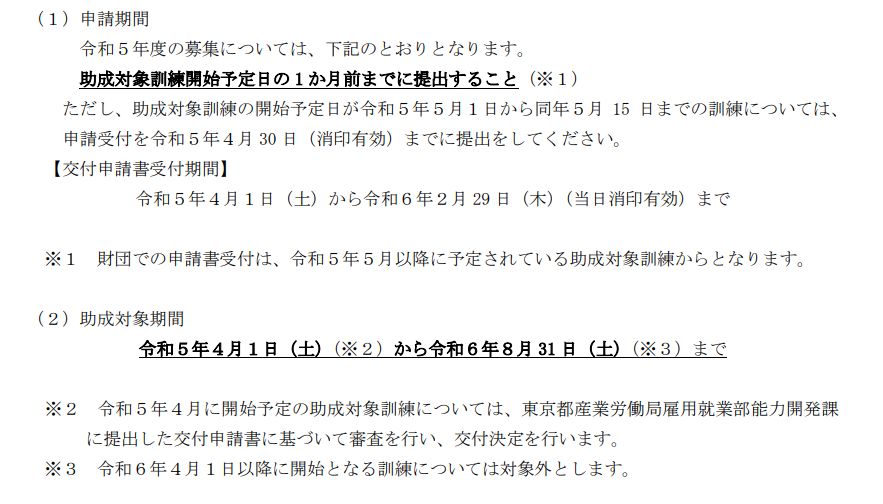 （１）申請期間
令和５年度の募集については、下記のとおりとなります。
助成対象訓練開始予定日の１か月前までに提出すること（※１）
ただし、助成対象訓練の開始予定日が令和５年５月１日から同年５月 15 日までの訓練については、
申請受付を令和５年４月 30 日（消印有効）までに提出をしてください。
【交付申請書受付期間】
令和５年４月１日（土）から令和６年２月 29 日（木）（当日消印有効）まで
※１　財団での申請書受付は、令和５年５月以降に予定されている助成対象訓練からとなります。
（２）助成対象期間
令和５年４月１日（土）（※２）から令和６年８月 31 日（土）（※３）まで
※２　令和５年４月に開始予定の助成対象訓練については、東京都産業労働局雇用就業部能力開発課
に提出した交付申請書に基づいて審査を行い、交付決定を行います。
※３　令和６年４月１日以降に開始となる訓練については対象外とします。